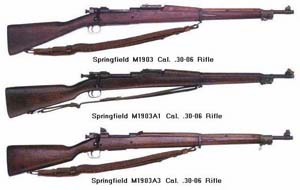 Springfield M1903 Cal. .30-06 Rifle
Springfield M1903A1 Cal. .30-06 Rifle
Springfield M1903A3 Cal. .30-06 Rifle